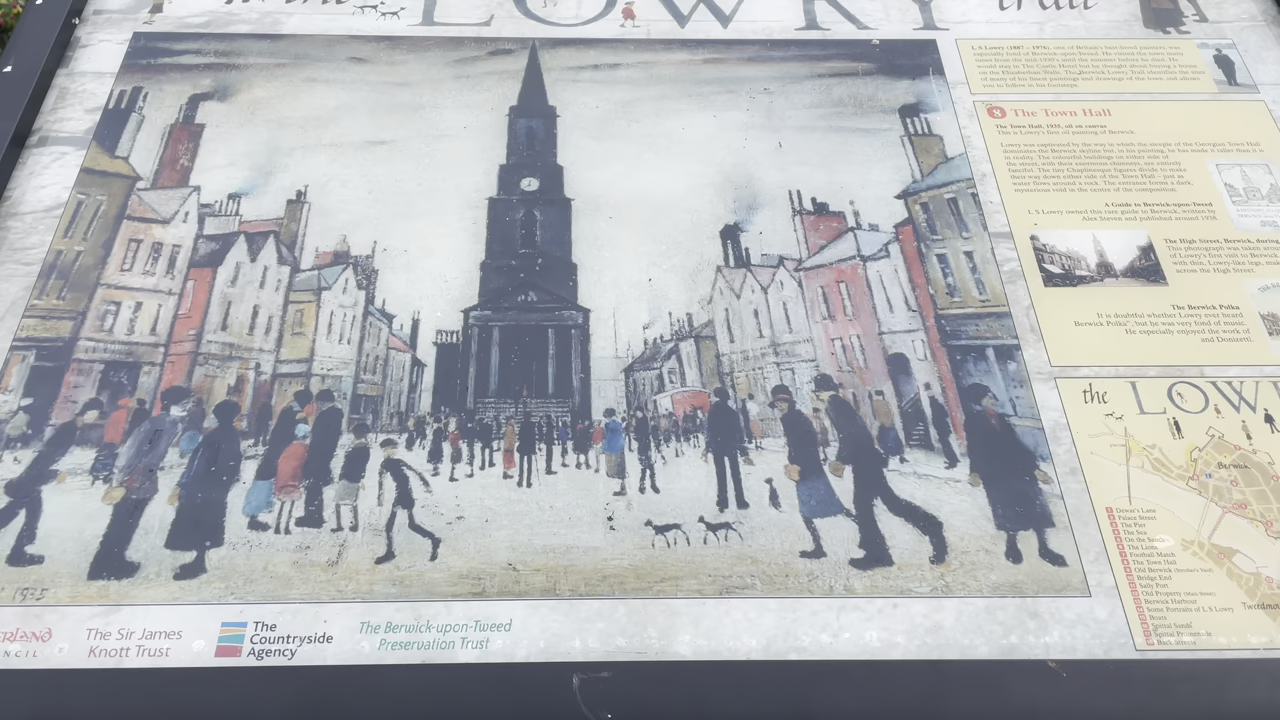 LOWRY trail
L S Lowry (1887 - 1976), one of Britain's best-loved painters, was
especially fond of Berwick-upon-Tweed. He visited the town many
times from the mid-1930's until the summer before he died. He
would stay in The Castle Hotel but he thought about buying a house
on the Elizabethan Walls. The Berwick Lowry Trail identifies the sites
of many of his finest paintings and drawings of the town, and allows
you to follow in his footsteps.
8 The Town Hall
The Town Hall, 1935, oil on canvas
This is Lowry's first oil painting of Berwick.
Lowry was captivated by the way in which the steeple of the Georgian Town Hall
dominates the Berwick skyline but, in his painting, he has made it taller than it is
in reality. The colourful buildings on either side of
the street, with their enormous chimneys, are entirely
fanciful. The tiny Chaplinesque figures divide to make
their way down either side of the Town Hall - just as
water flows around a rock. The entrance forms a dark,
mysterious void in the centre of the composition.
A Guide to Berwick-upon-Tweed
L S Lowry owned this rare guide to Berwick, written by
Alex Steven and published around 1938.
The High Street, Berwick, during
This photograph was taken
of Lowry's first visit to Berwick
with thin, Lowry-like legs,
across the High Street.
The Berwick Polka
It is doubtful whether Lowry ever heard
Berwick Polka", but he was very fond of music.
He especially enjoyed the work of
and Donizetti.
the LOWR
Berwick
Dewar's Lane
Palace Street
The Pier
The Sea
On the Sands
The Lions
Football Match
The Town Hall
Old Berwick
Bridge End
Sally Port
Old Property (Main Street)
Berwick Harbour
Some Portraits of L S Lowry
Boats
Spittal Sands
Spittal Promenade
Back Streets
Tweedmo
1935
ERLAND
NCIL
The Sir James
Knott Trust
The
Countryside
Agency
The Berwick-upon-Tweed
Preservation Trust